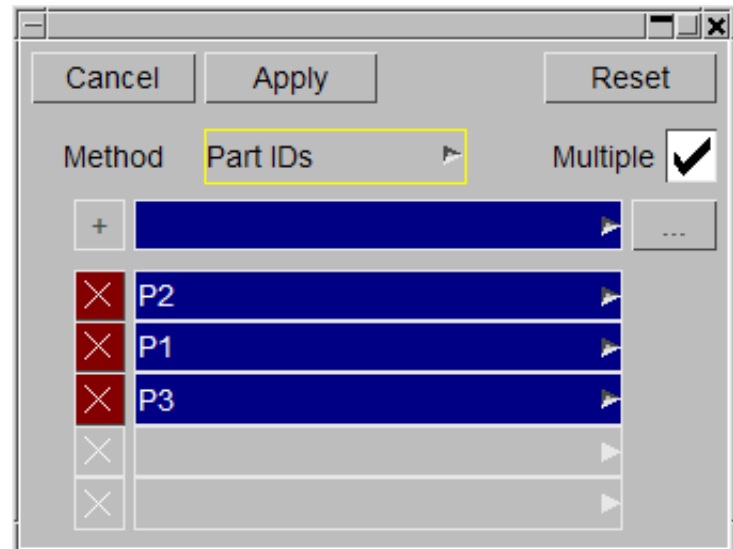 Cancel Apply Reset
Method Part IDs Multiple
+ ...
P2
P1
P3